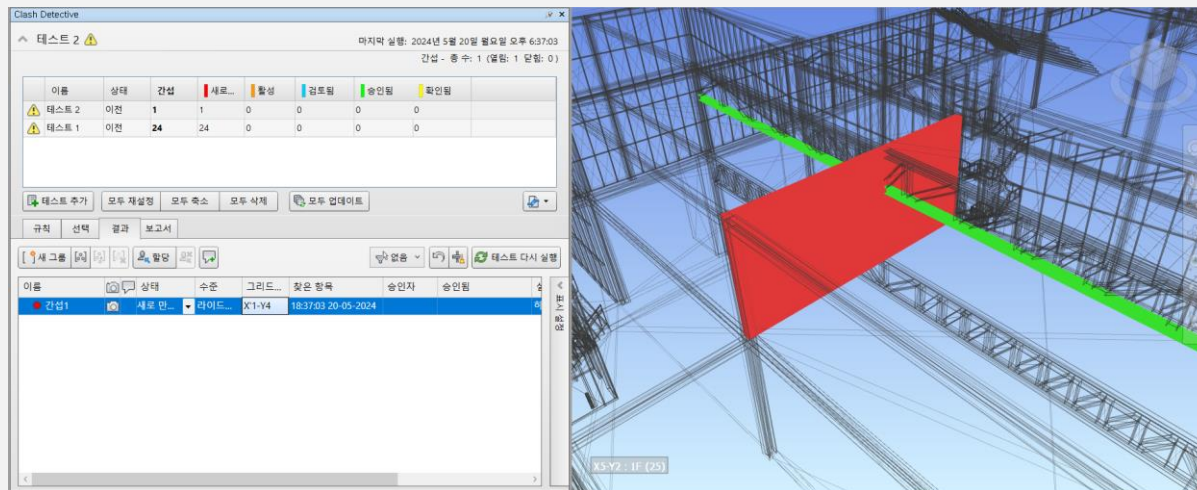 Clash Detective
테스트 2
마지막 실행: 2024년 5월 20일 월요일 오후 6:37:03
간섭 - 총 수: 1 (열림: 1 닫힘: 0)
이름 상태 간섭 새로... 활성 검토됨 승인됨 확인됨
테스트 2 이전 1 1 0 0 0 0
테스트 1 이전 24 24 0 0 0 0
테스트 추가 모두 재설정 모두 축소 모두 삭제 모두 업데이트
규칙 선택 결과 보고서
새 그룹 할당 없음 테스트 다시 실행
이름 상태 수준 그리드... 찾은 항목 승인자 승인됨
간섭1 새로 만... 라이드... X'1-Y4 18:37:03 20-05-2024
표시 설정
X5-Y2 : 1F (25)